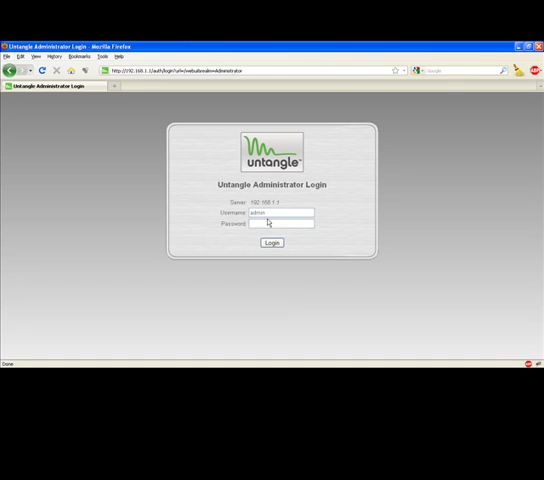 Untangle Administrator Login - Mozilla Firefox
File Edit View History Bookmarks Tools Help
Google
Untangle Administrator Login
untangle
Untangle Administrator Login
Server: 192.168.1.1
Username: admin
Password:
Login
Done